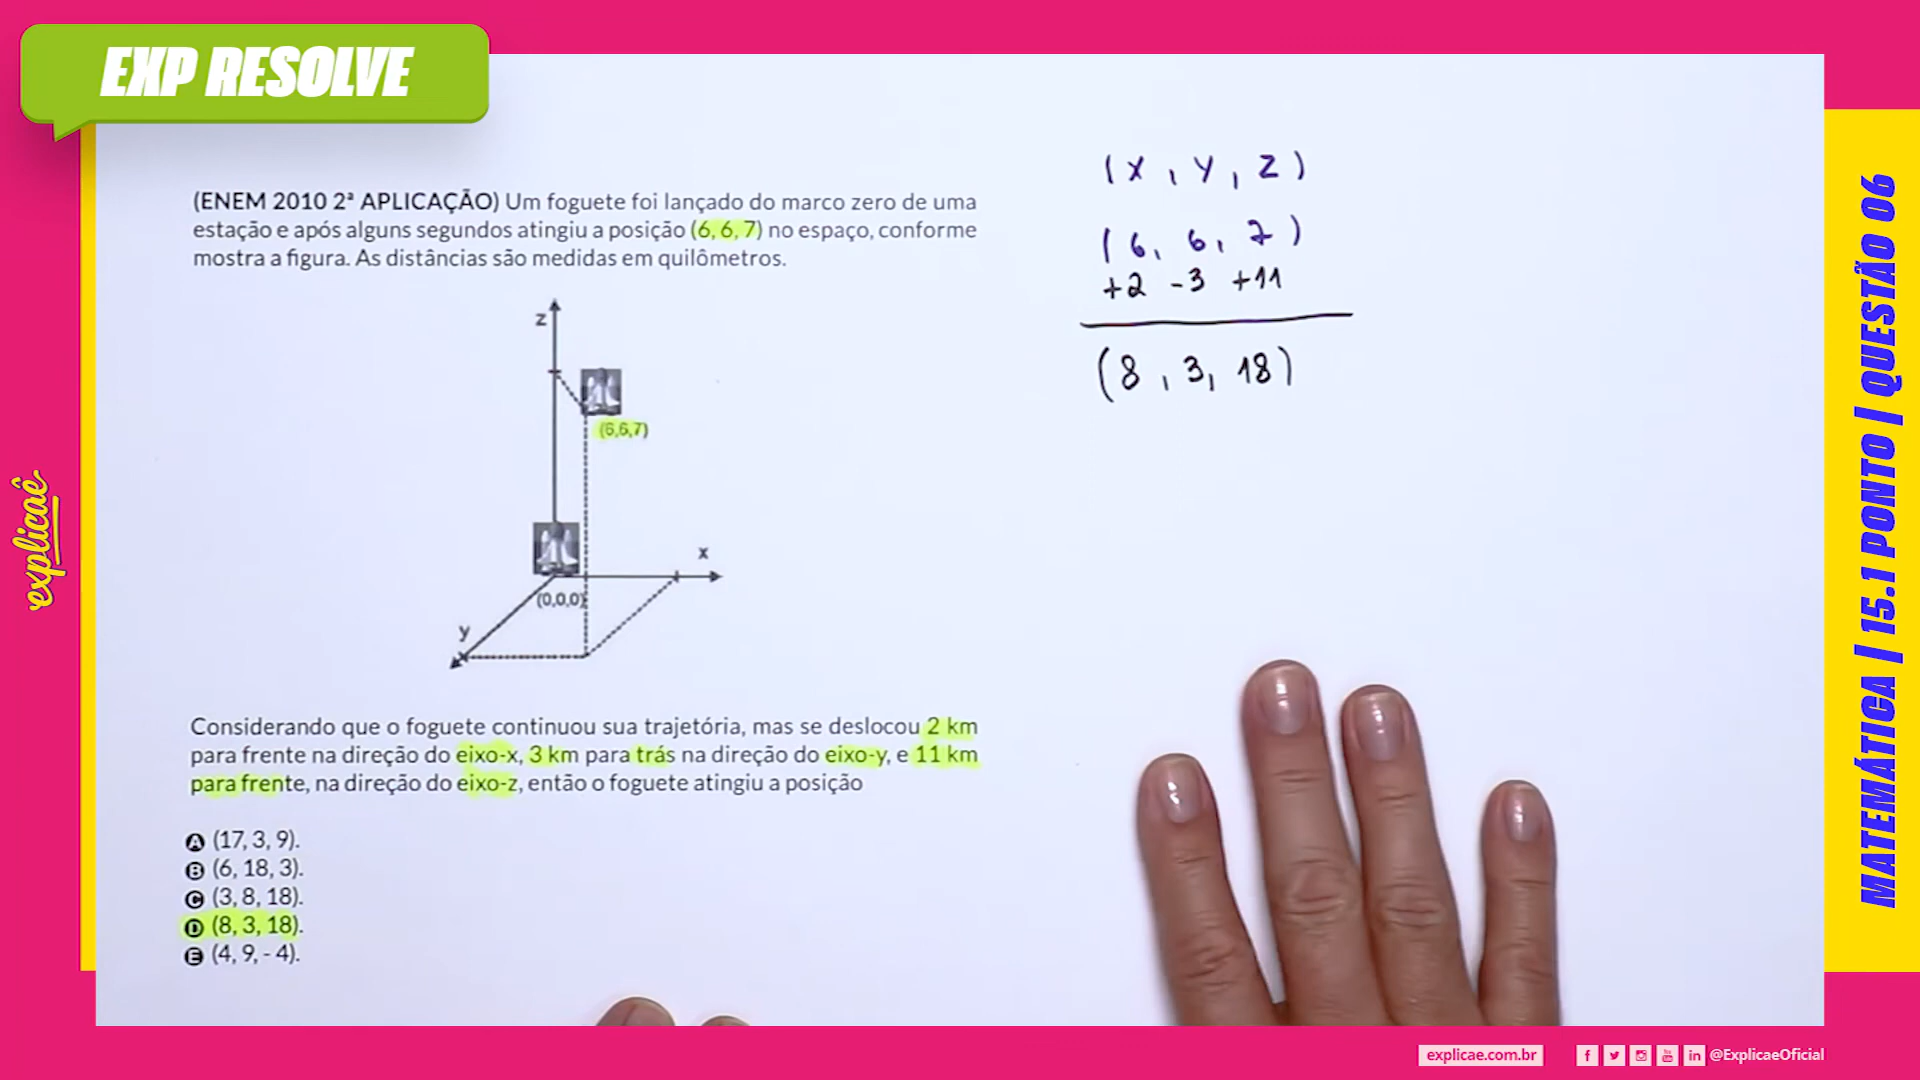 EXP RESOLVE
(ENEM 2010 2ª APLICAÇÃO) Um foguete foi lançado do marco zero de uma
estação e após alguns segundos atingiu a posição (6, 6, 7) no espaço, conforme
mostra a figura. As distâncias são medidas em quilômetros.
z
(6,6,7)
x
(0,0,0)
y
Considerando que o foguete continuou sua trajetória, mas se deslocou 2 km
para frente na direção do eixo-x, 3 km para trás na direção do eixo-y, e 11 km
para frente, na direção do eixo-z, então o foguete atingiu a posição
A (17, 3, 9).
B (6, 18, 3).
C (3, 8, 18).
D (8, 3, 18).
E (4, 9, - 4).
(X, Y, Z)
(6, 6, 7)
+2 -3 +11
(8, 3, 18)
explicaê
MATEMÁTICA | 15.1 PONTO | QUESTÃO 06
explicae.com.br
@ExplicaeOficial